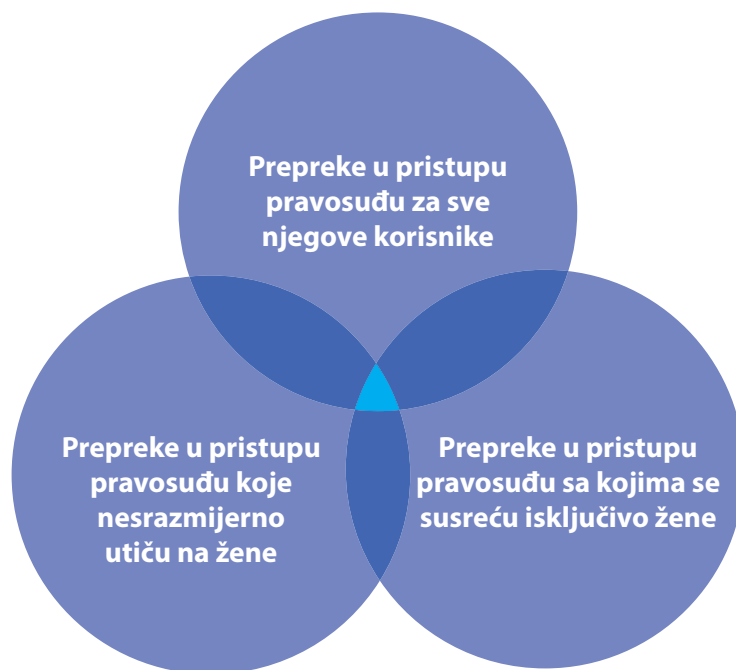 Prepreke u pristupu
pravosuđu za sve
njegove korisnike
Prepreke u pristupu
pravosuđu koje
nesrazmijerno
utiču na žene
Prepreke u pristupu
pravosuđu sa kojima se
susreću isključivo žene